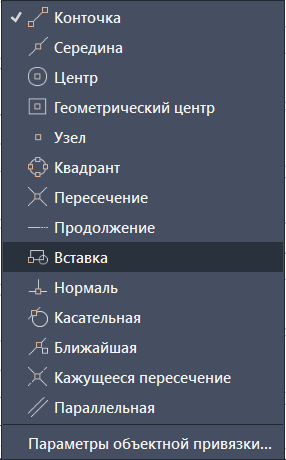 Конточка
Середина
Центр
Геометрический центр
Узел
Квадрант
Пересечение
Продолжение
Вставка
Нормаль
Касательная
Ближайшая
Кажущееся пересечение
Параллельная
Параметры объектной привязки...